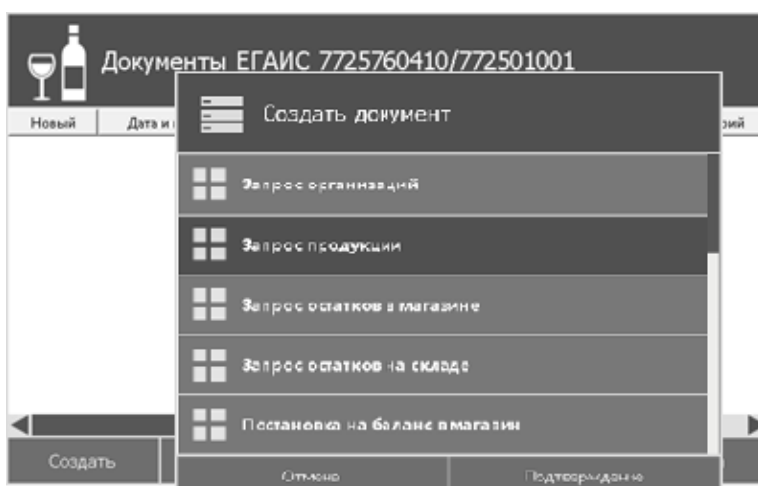 Документы ЕГАИС 7725760410/772501001
Создать документ
Новый Дата и
Запрос организаций
Запрос продукции
Запрос остатков в магазине
Запрос остатков на складе
Постановка на баланс в магазин
Создать
Отмена Подтверждение